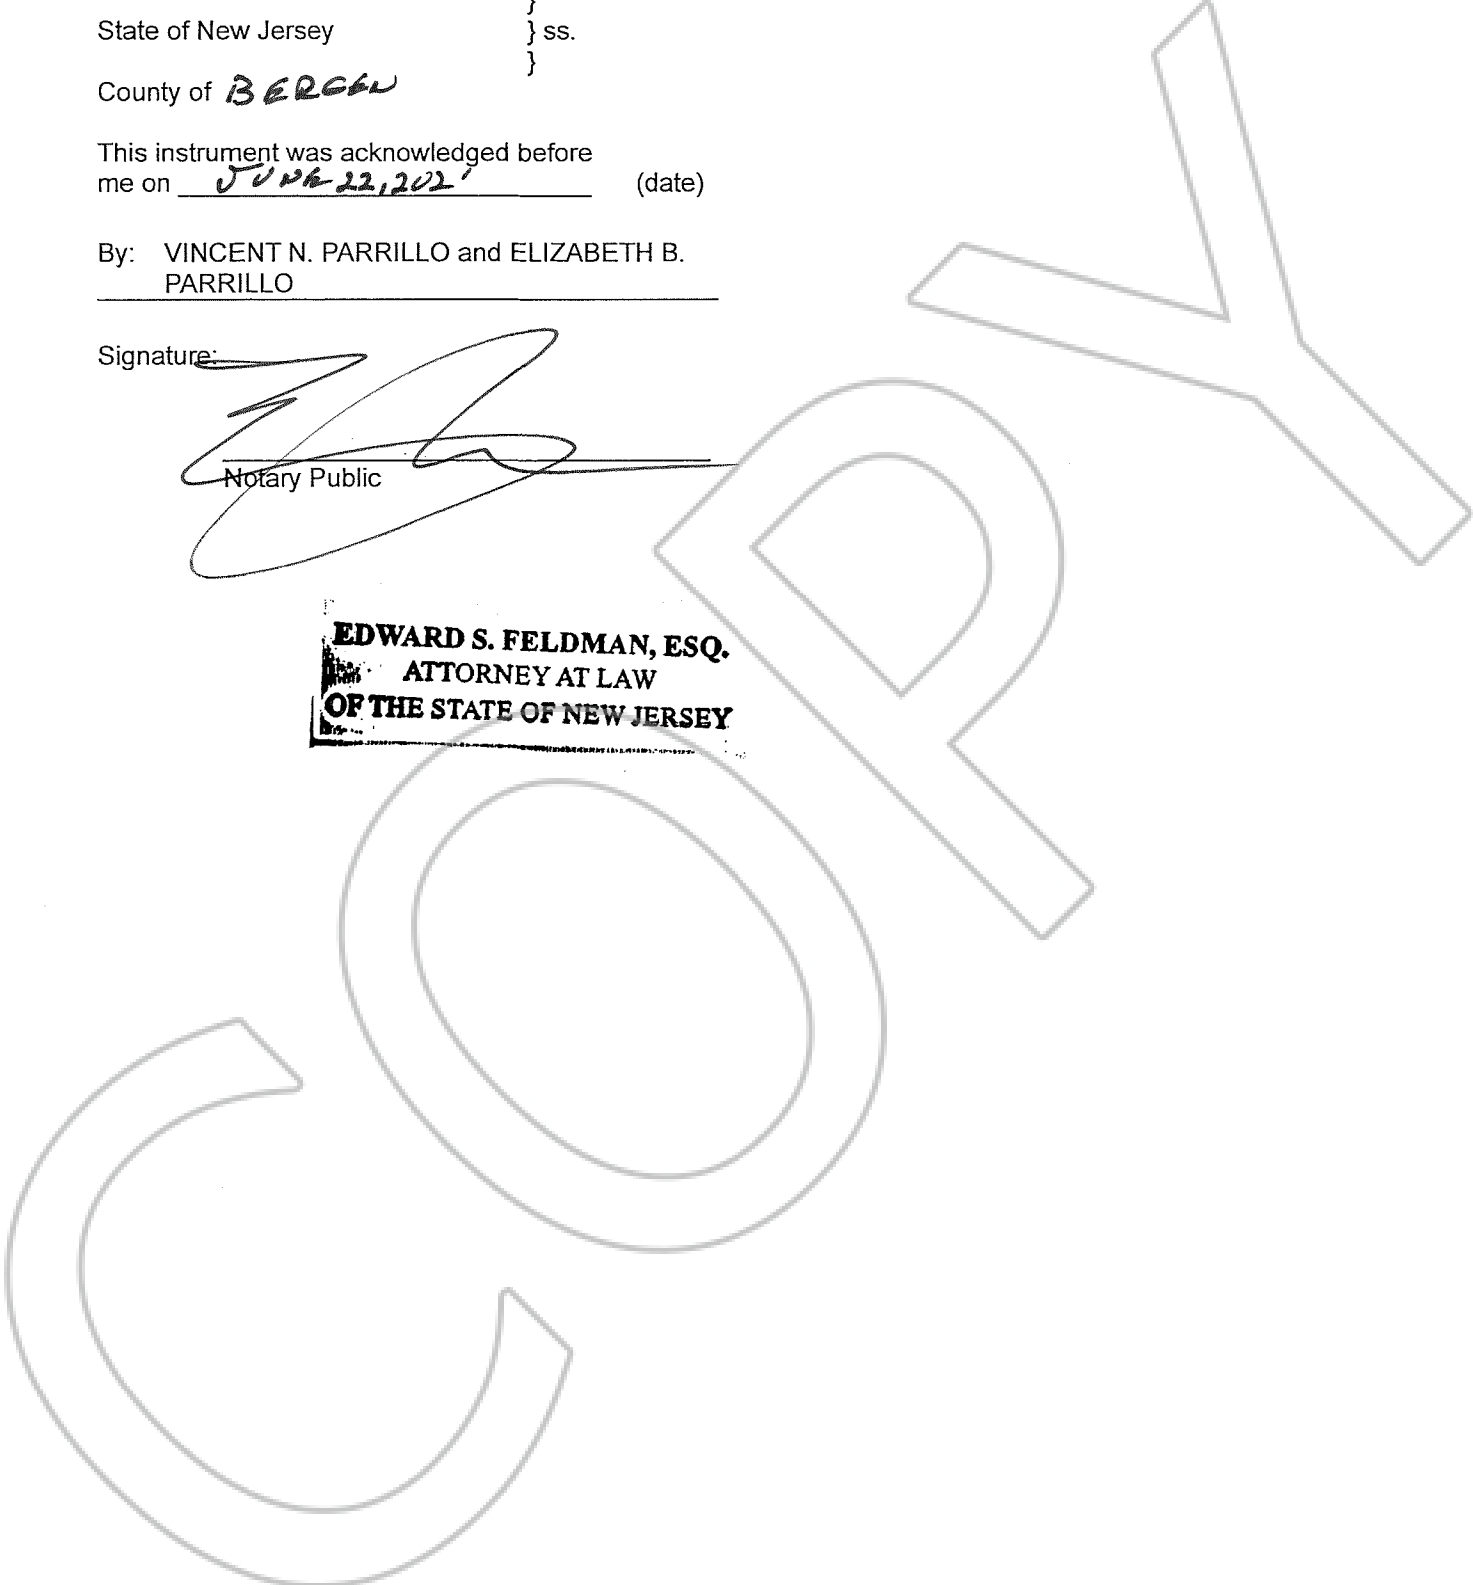 }
State of New Jersey } ss.
}
County of BERGEN
This instrument was acknowledged before
me on JUNE 22, 2021 (date)
By: VINCENT N. PARRILLO and ELIZABETH B.
PARRILLO
Signature:
Notary Public
EDWARD S. FELDMAN, ESQ.
ATTORNEY AT LAW
OF THE STATE OF NEW JERSEY
COPY